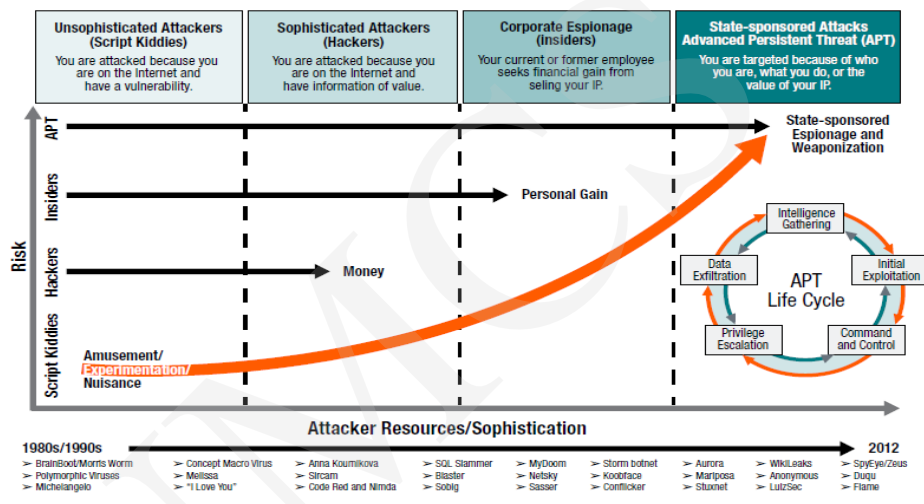 Unsophisticated Attackers
(Script Kiddies)
You are attacked because you
are on the Internet and
have a vulnerability.
Sophisticated Attackers
(Hackers)
You are attacked because you
are on the Internet and
have information of value.
Corporate Espionage
(insiders)
Your current or former employee
seeks financial gain from
seling your IP.
State-sponsored Attacks
Advanced Persistent Threat (APT)
You are targeted because of who
you are, what you do, or the
value of your IP.
Risk
APT
Insiders
Hackers
Script Kiddies
State-sponsored
Espionage and
Weaponization
Personal Gain
Money
Amusement/
Experimentation/
Nuisance
Intelligence
Gathering
Initial
Exploitation
Command
and Control
Privilege
Escalation
Data
Exfiltration
APT
Life Cycle
Attacker Resources/Sophistication
1980s/1990s
2012
➢ BrainBoot/Morris Worm
➢ Polymorphic Viruses
➢ Michelangelo
➢ Concept Macro Virus
➢ Melissa
➢ "I Love You"
➢ Anna Koumikova
➢ Sircam
➢ Code Red and Nimda
➢ SQL Slammer
➢ Blaster
➢ Sobig
➢ MyDoom
➢ Netsky
➢ Sasser
➢ Storm botnet
➢ Koobface
➢ Conflicker
➢ Aurora
➢ Mariposa
➢ Stuxnet
➢ WikiLeaks
➢ Anonymous
➢ LulzSec
➢ SpyEye/Zeus
➢ Duqu
➢ Flame